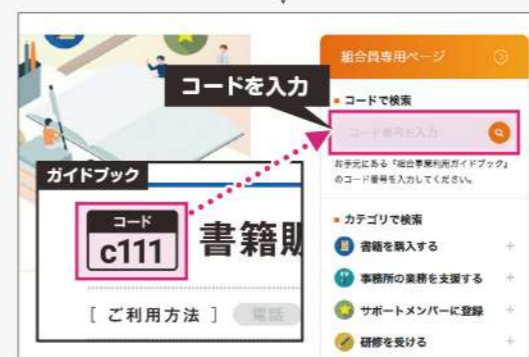 組合員専用ページ
コードを入力
コードで検索
コード番号を入力
お手元にある「組合事業利用ガイドブック」
のコード番号を入力してください。
ガイドブック
コード
c111
書籍販
[ ご利用方法 ] 電話
カテゴリで検索
書籍を購入する
事務所の業務を支援する
サポートメンバーに登録
研修を受ける